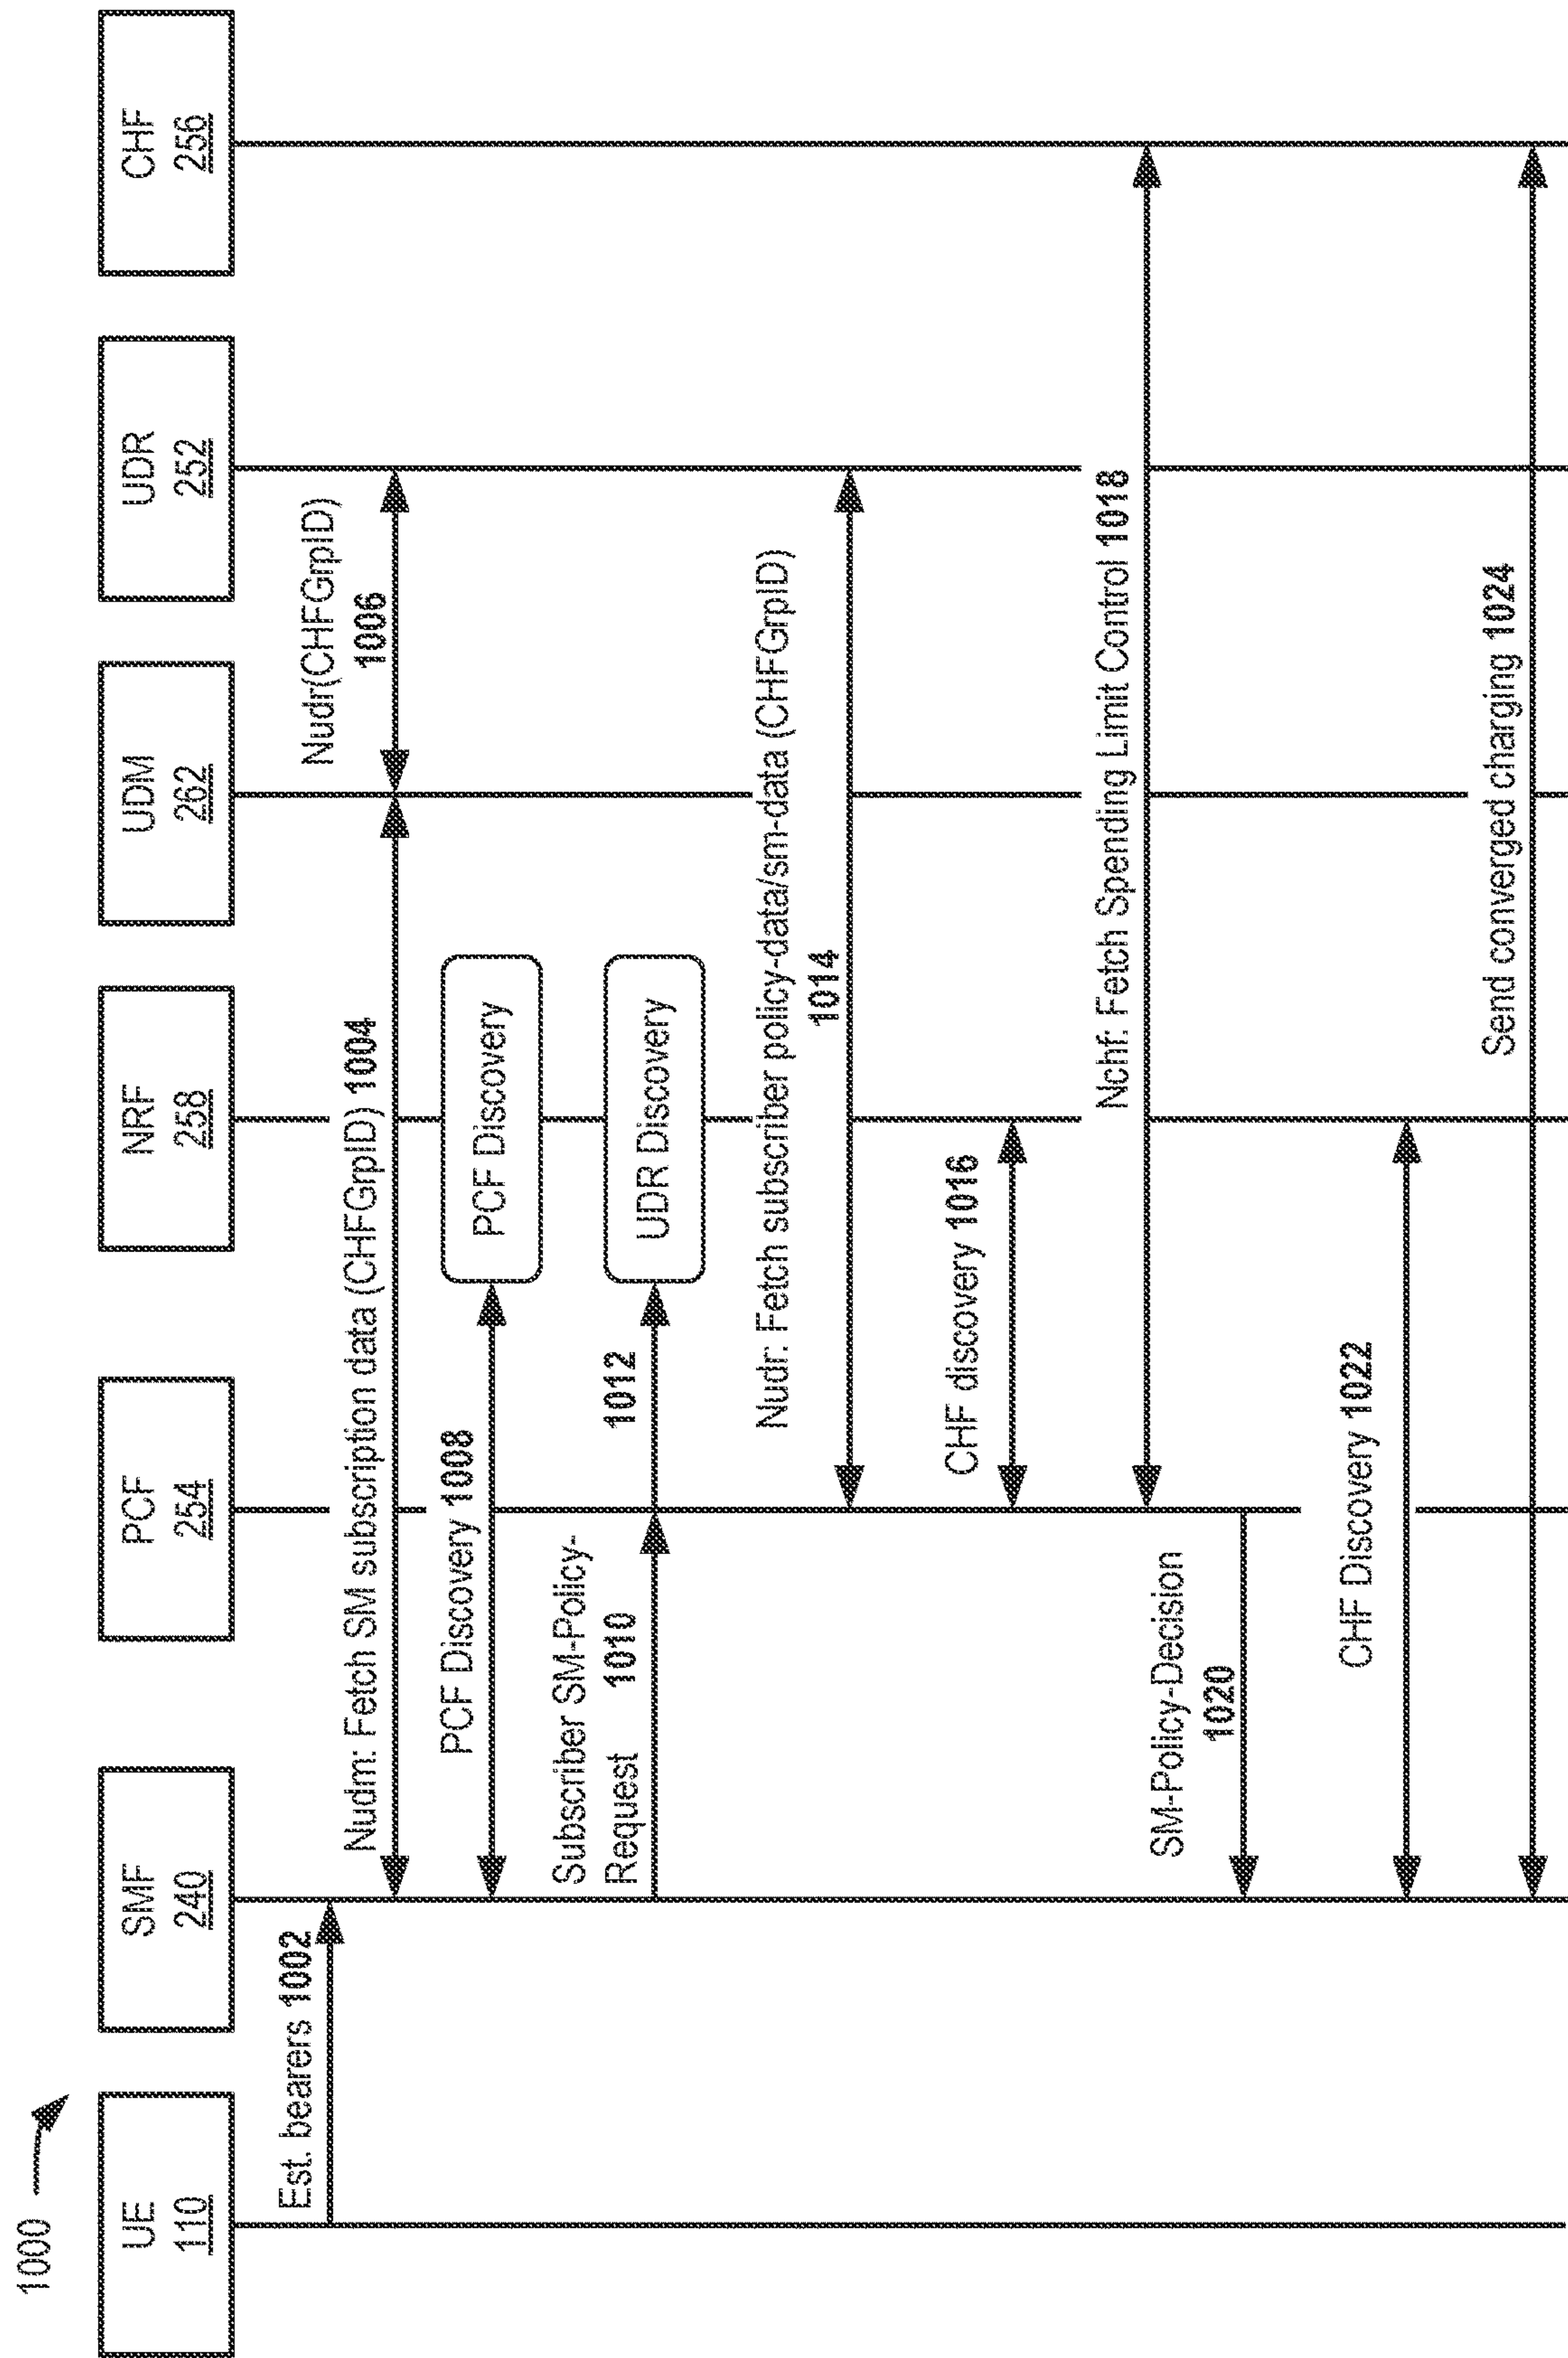 1000
UE
110
SMF
240
PCF
254
NRF
258
UDM
262
UDR
252
CHF
256
Est. bearers 1002
Nudm: Fetch SM subscription data (CHFGrpID) 1004
Nudr(CHFGrpID)
1006
PCF Discovery 1008
PCF Discovery
Subscriber SM-Policy-
Request 1010
1012
UDR Discovery
Nudr: Fetch subscriber policy-data/sm-data (CHFGrpID)
1014
CHF discovery 1016
Nchf: Fetch Spending Limit Control 1018
SM-Policy-Decision
1020
CHF Discovery 1022
Send converged charging 1024